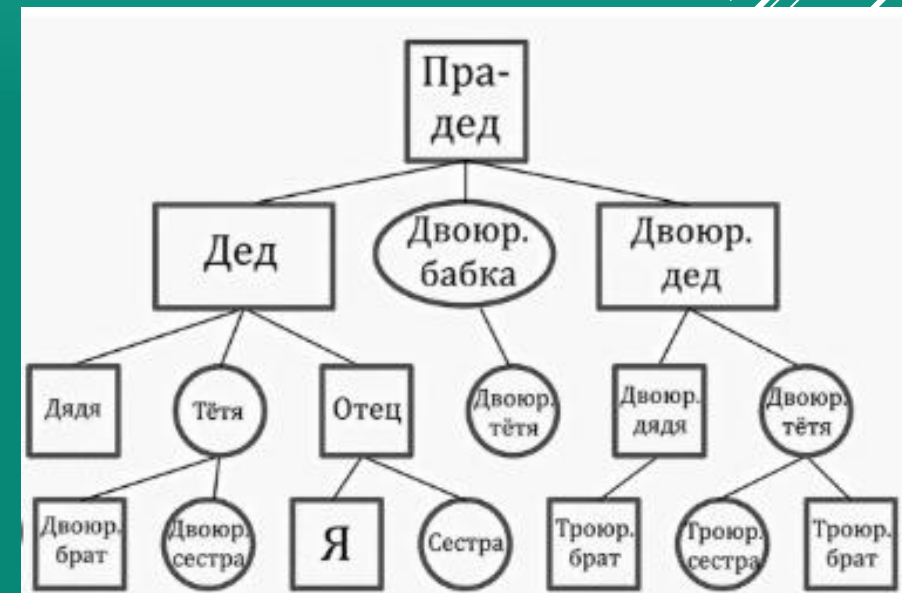 Пра-
дед
Дед
Двоюр.
бабка
Двоюр.
дед
Дядя
Тётя
Отец
Двоюр.
тётя
Двоюр.
дядя
Двоюр.
тётя
Двоюр.
брат
Двоюр.
сестра
Я
Сестра
Троюр.
брат
Троюр.
сестра
Троюр.
брат